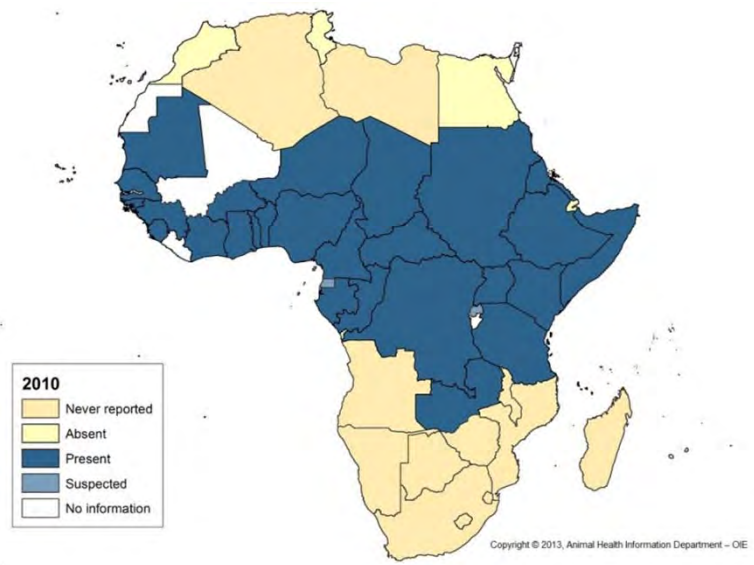 2010
Never reported
Absent
Present
Suspected
No information
Copyright © 2013, Animal Health Information Department – OIE